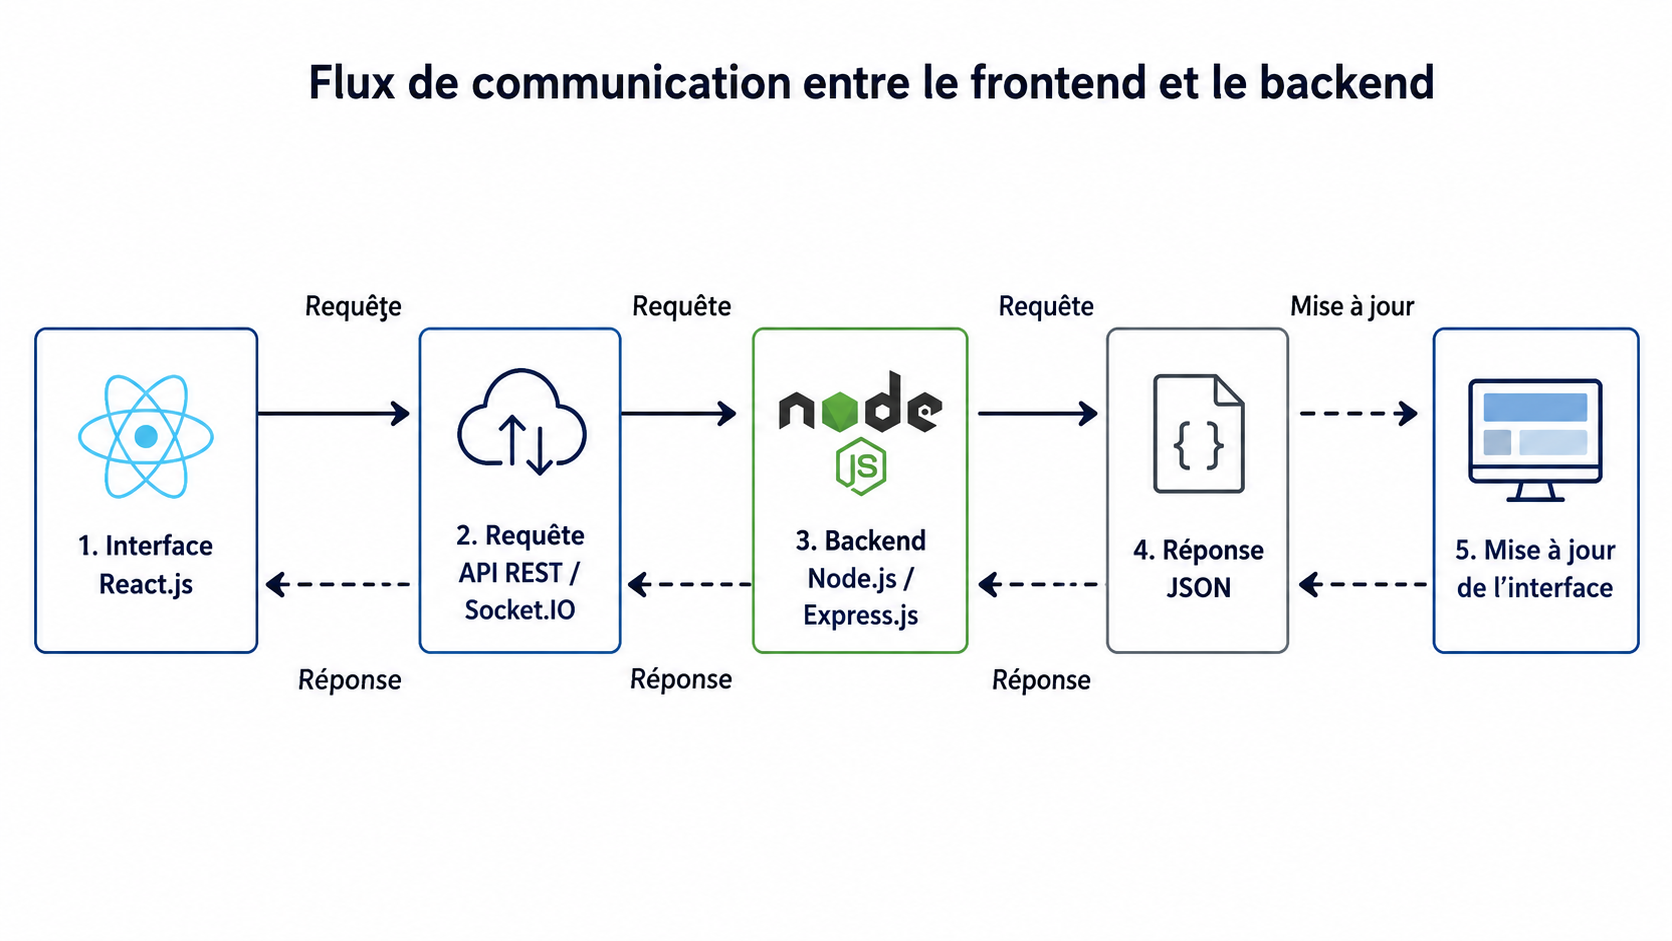 Flux de communication entre le frontend et le backend
Requête
Requête
Requête
Mise à jour
1. Interface
React.js
2. Requête
API REST /
Socket.IO
node
JS
3. Backend
Node.js /
Express.js
{ }
4. Réponse
JSON
5. Mise à jour
de l’interface
Réponse
Réponse
Réponse